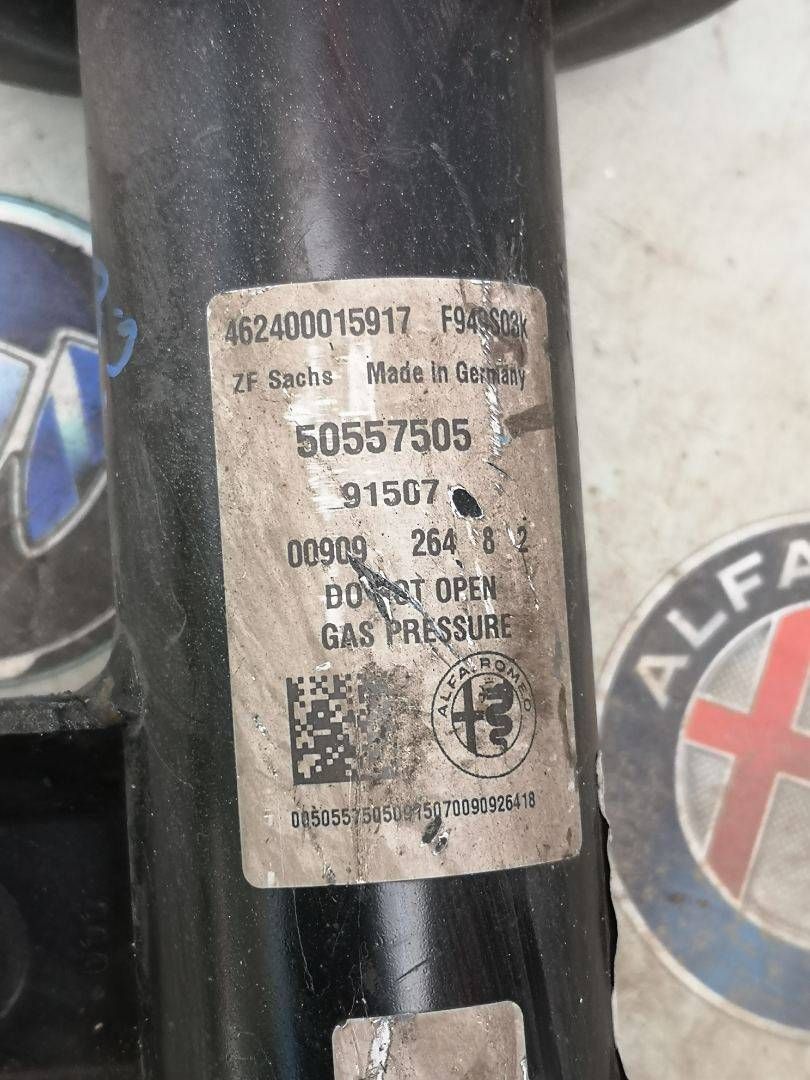 462400015917 F949S03K
ZF Sachs Made in Germany
50557505
91507
00909 264 8 2
DO NOT OPEN
GAS PRESSURE
ALFA ROMEO
00505575050915070090926418
ALFA